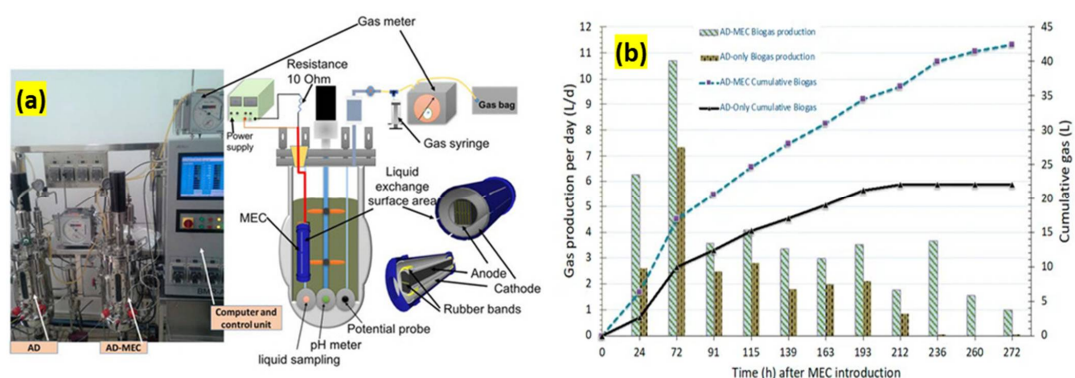 (a)
Gas meter
Resistance
10 Ohm
Power
supply
Gas bag
Gas syringe
Liquid
exchange
surface area
MEC
Anode
Cathode
Rubber bands
Potential probe
pH meter
liquid sampling
Computer and
control unit
AD
AD-MEC
(b)
AD-MEC Biogas production
AD-only Biogas production
AD-MEC Cumulative Biogas
AD-Only Cumulative Biogas
Gas production per day (L/d)
12
11
10
9
8
7
6
5
4
3
2
1
0
Cumulative gas (L)
45
40
35
30
25
20
15
10
5
0
0 24 72 91 115 139 163 193 212 236 260 272
Time (h) after MEC introduction